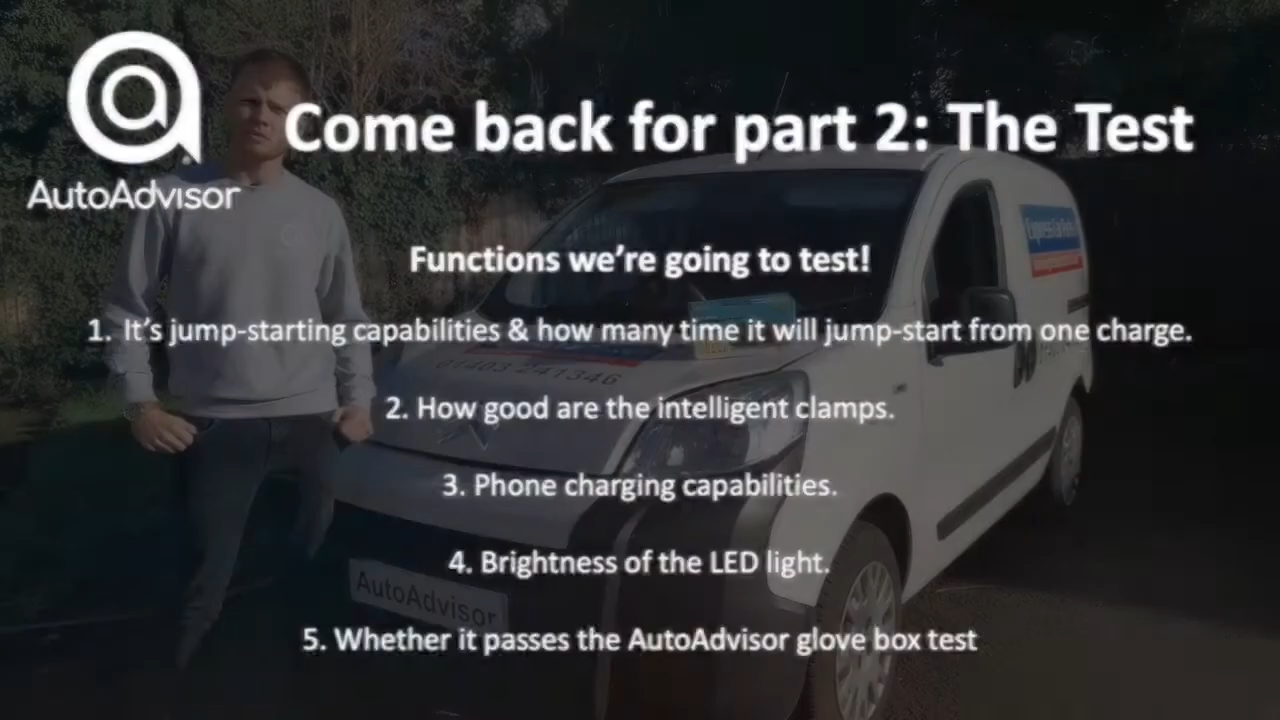 AutoAdvisor
Come back for part 2: The Test
Functions we're going to test!
1. It's jump-starting capabilities & how many time it will jump-start from one charge.
2. How good are the intelligent clamps.
3. Phone charging capabilities.
4. Brightness of the LED light.
5. Whether it passes the AutoAdvisor glove box test
01403 241346
AutoAdvisor